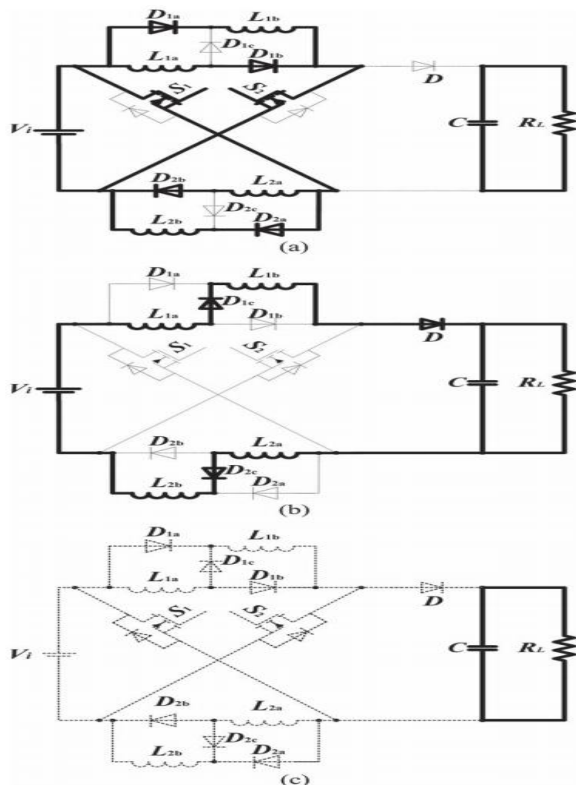 D1a L1b
L1a D1c D1b
D
S1 S2
Vi C RL
D2b L2a
D2c
L2b D2a
(a)
D1a L1b
D1c
L1a D1b
D
S1 S2
Vi C RL
D2b L2a
D2c
L2b D2a
(b)
D1a L1b
D1c
L1a D1b
D
S1 S2
Vi C RL
D2b L2a
D2c
L2b D2a
(c)